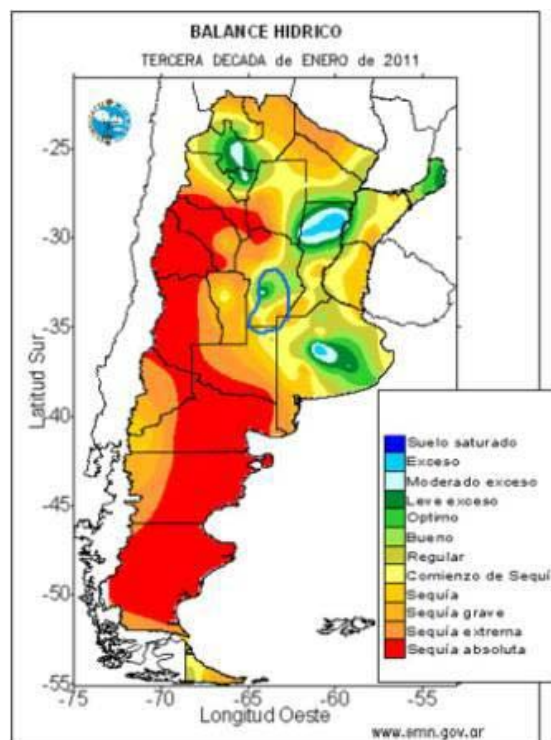 BALANCE HIDRICO
TERCERA DECADA de ENERO de 2011
-25
-30
-35
-40
-45
-50
-55
Latitud Sur
Suelo saturado
Exceso
Moderado exceso
Leve exceso
Optimo
Bueno
Regular
Comienzo de Sequí
Sequía
Sequía grave
Sequía extrema
Sequía absoluta
-75
-70
-65
-60
-55
Longitud Oeste
www.smn.gov.ar